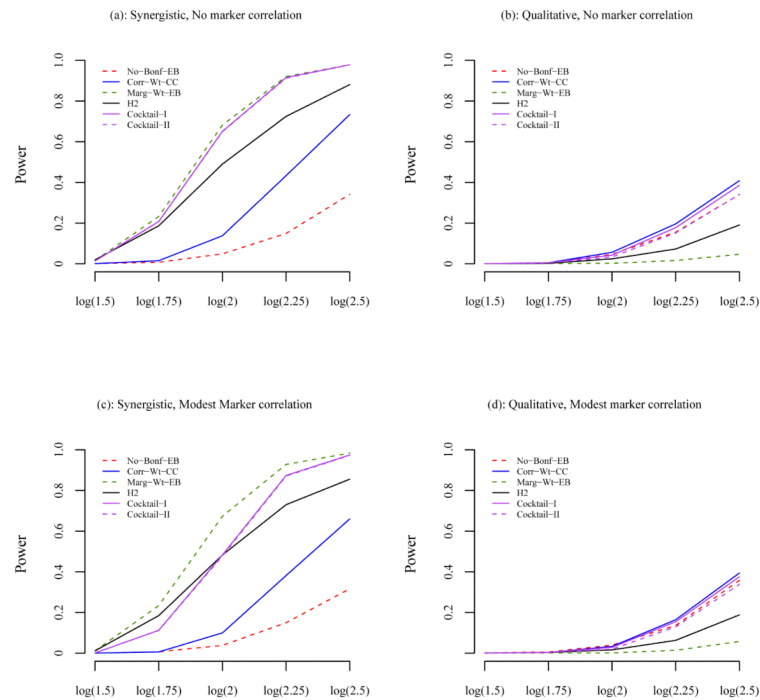 (a): Synergistic, No marker correlation
Power
0
0.2
0.4
0.6
0.8
1.0
No−Bonf−EB
Corr−Wt−CC
Marg−Wt−EB
H2
Cocktail−I
Cocktail−II
log(1.5) log(1.75) log(2) log(2.25) log(2.5)
(b): Qualitative, No marker correlation
Power
0
0.2
0.4
0.6
0.8
1.0
No−Bonf−EB
Corr−Wt−CC
Marg−Wt−EB
H2
Cocktail−I
Cocktail−II
log(1.5) log(1.75) log(2) log(2.25) log(2.5)
(c): Synergistic, Modest Marker correlation
Power
0
0.2
0.4
0.6
0.8
1.0
No−Bonf−EB
Corr−Wt−CC
Marg−Wt−EB
H2
Cocktail−I
Cocktail−II
log(1.5) log(1.75) log(2) log(2.25) log(2.5)
(d): Qualitative, Modest marker correlation
Power
0
0.2
0.4
0.6
0.8
1.0
No−Bonf−EB
Corr−Wt−CC
Marg−Wt−EB
H2
Cocktail−I
Cocktail−II
log(1.5) log(1.75) log(2) log(2.25) log(2.5)